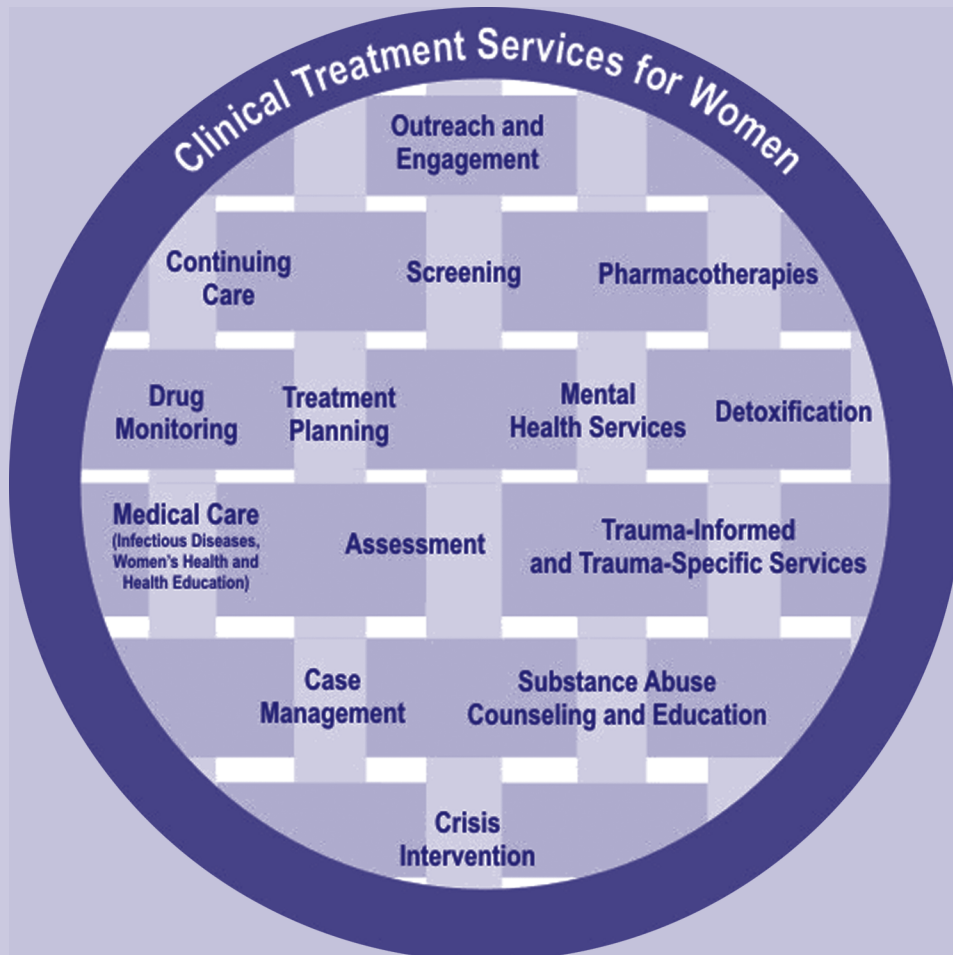 Clinical Treatment Services for Women
Outreach and
Engagement
Continuing
Care
Screening
Pharmacotherapies
Drug
Monitoring
Treatment
Planning
Mental
Health Services
Detoxification
Medical Care
(Infectious Diseases,
Women's Health and
Health Education)
Assessment
Trauma-Informed
and Trauma-Specific Services
Case
Management
Substance Abuse
Counseling and Education
Crisis
Intervention